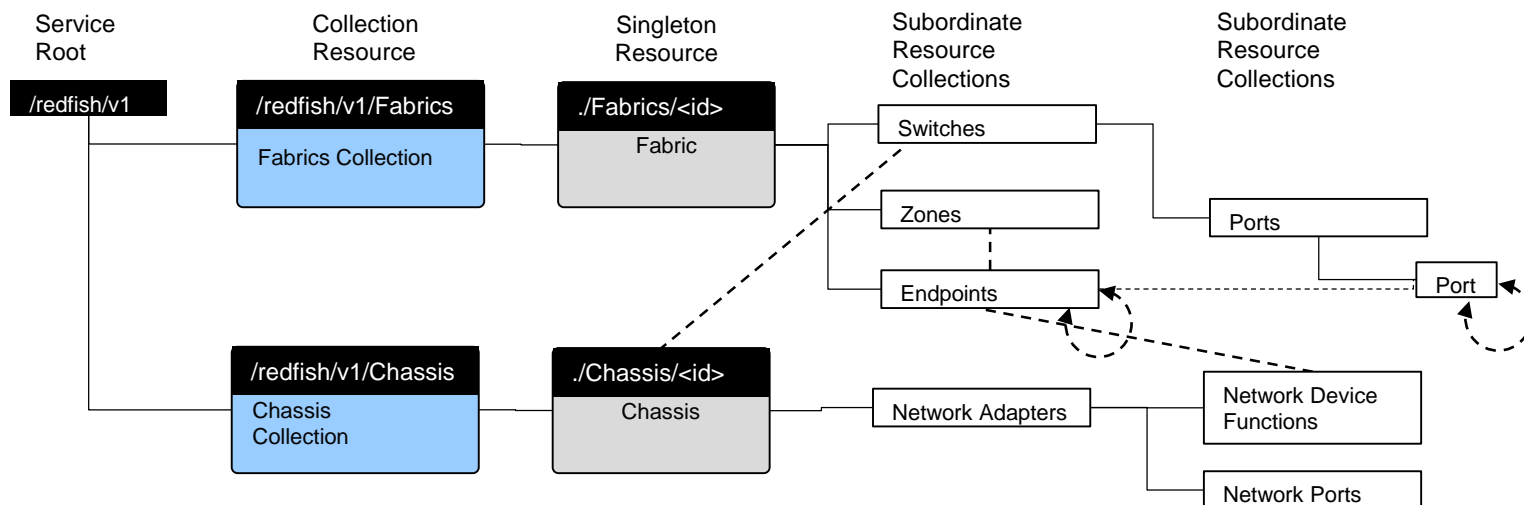 Service
Root
Collection
Resource
Singleton
Resource
Subordinate
Resource
Collections
Subordinate
Resource
Collections
/redfish/v1
/redfish/v1/Fabrics
Fabrics Collection
./Fabrics/<id>
Fabric
Switches
Zones
Endpoints
Ports
Port
/redfish/v1/Chassis
Chassis
Collection
./Chassis/<id>
Chassis
Network Adapters
Network Device
Functions
Network Ports